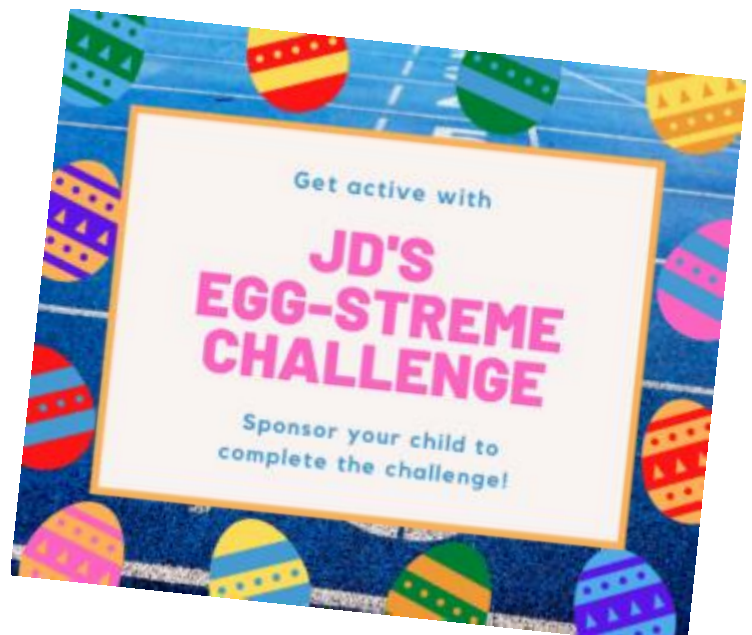 Get active with
JD'S
EGG-STREME
CHALLENGE
Sponsor your child to
complete the challenge!